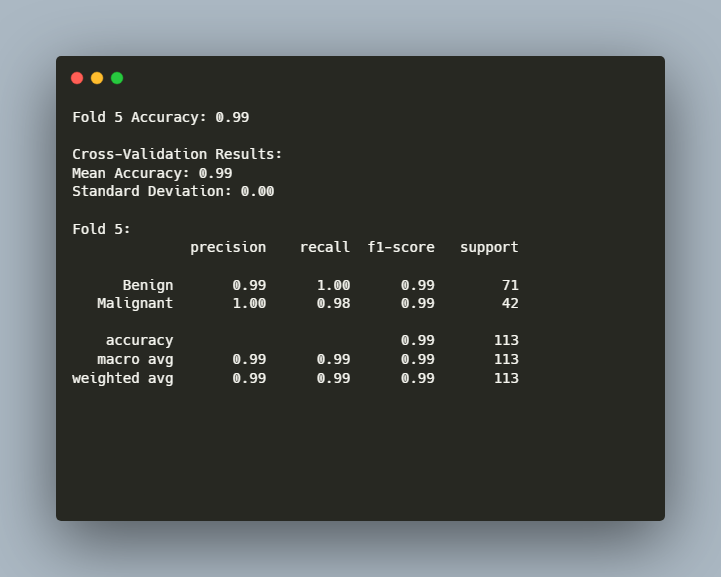 Fold 5 Accuracy: 0.99
Cross-Validation Results:
Mean Accuracy: 0.99
Standard Deviation: 0.00
Fold 5:
precision recall f1-score support
Benign 0.99 1.00 0.99 71
Malignant 1.00 0.98 0.99 42
accuracy 0.99 113
macro avg 0.99 0.99 0.99 113
weighted avg 0.99 0.99 0.99 113